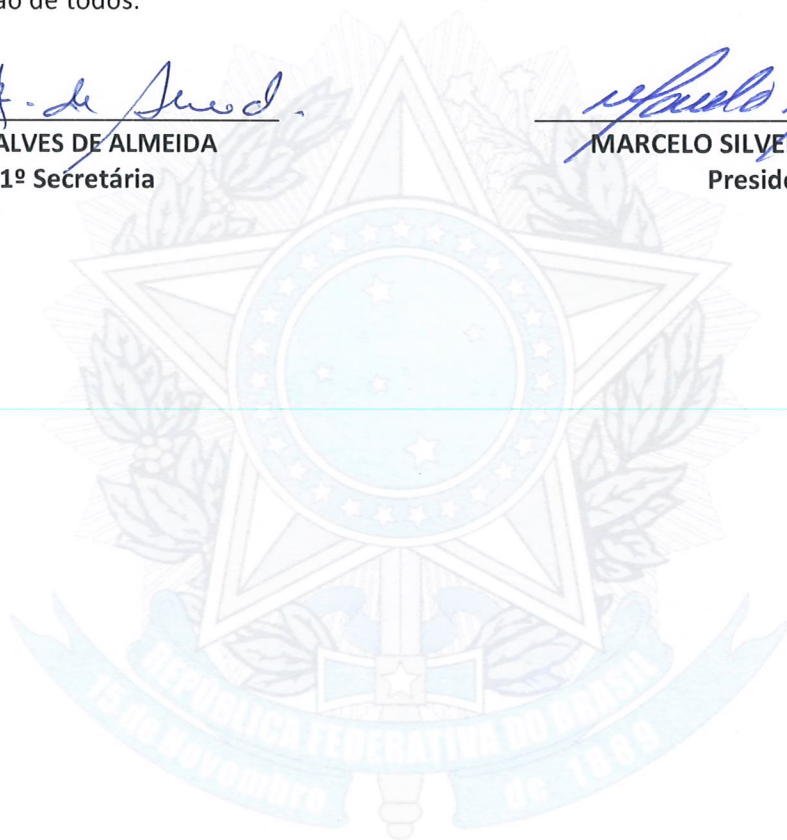 ão de todos.
ALVES DE ALMEIDA
1º Secretária
MARCELO SILVE
Preside
REPÚBLICA FEDERATIVA DO BRASIL
15 de Novembro de 1889